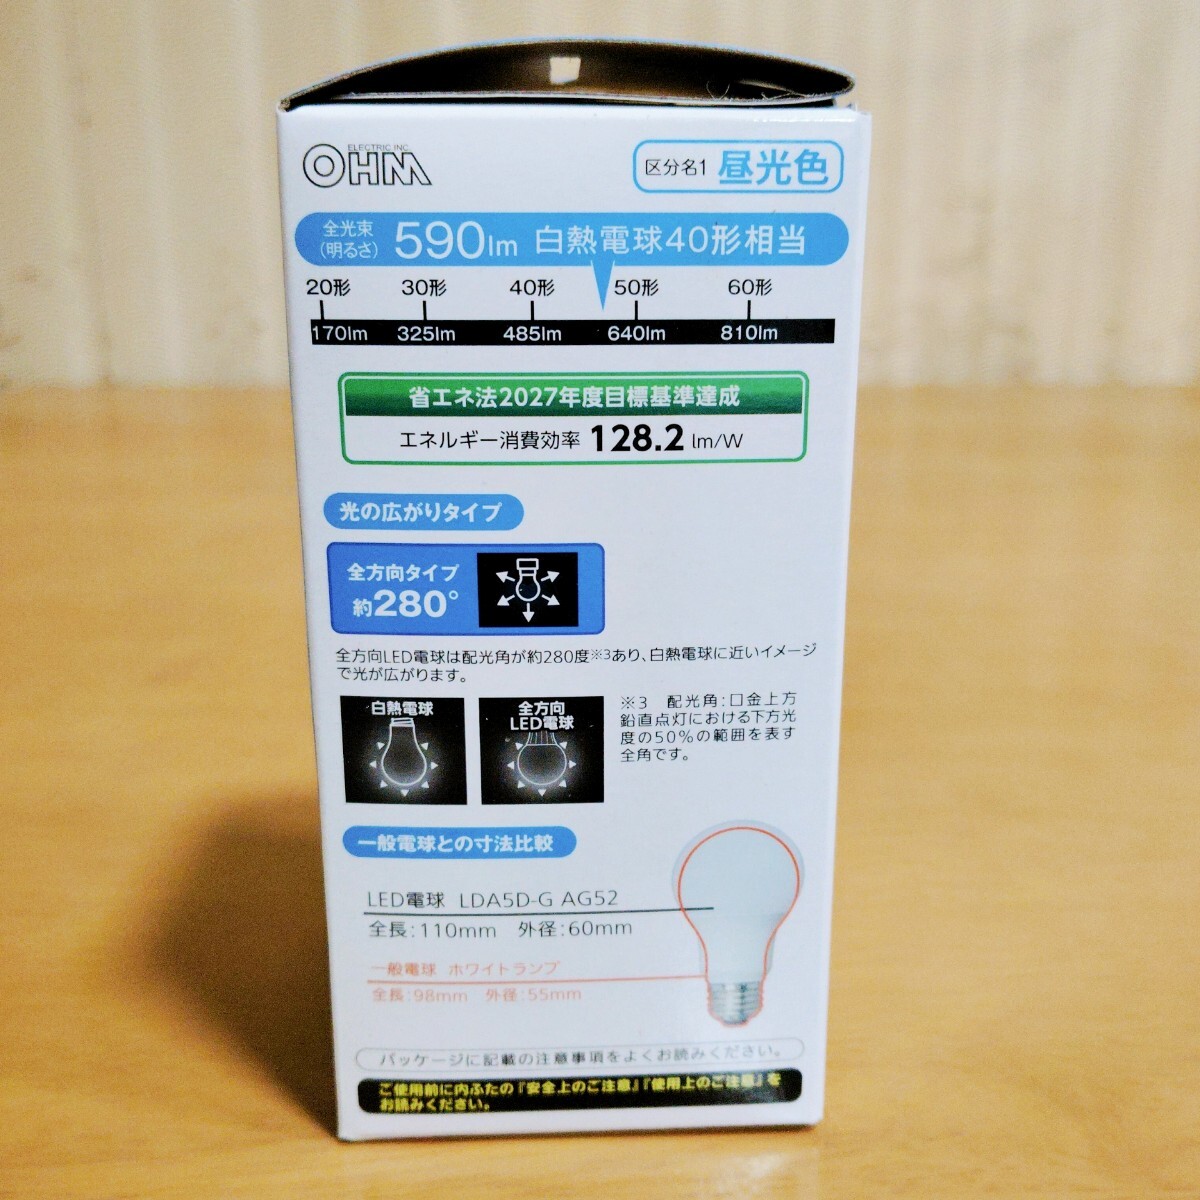 OHM ELECTRIC INC.
区分名1 昼光色
全光束(明るさ) 590lm 白熱電球40形相当
20形 30形 40形 50形 60形
170lm 325lm 485lm 640lm 810lm
省エネ法2027年度目標基準達成
エネルギー消費効率 128.2 lm/W
光の広がりタイプ
全方向タイプ
約280°
全方向LED電球は配光角が約280度※3あり、白熱電球に近いイメージ
で光が広がります。
白熱電球
全方向
LED電球
※3 配光角:口金上方
鉛直点灯における下方光
度の50%の範囲を表す
全角です。
一般電球との寸法比較
LED電球 LDA5D-G AG52
全長:110mm 外径:60mm
一般電球 ホワイトランプ
全長:98mm 外径:55mm
パッケージに記載の注意事項をよくお読みください。
ご使用前に内ふたの『安全上のご注意』『使用上のご注意』を
お読みください。